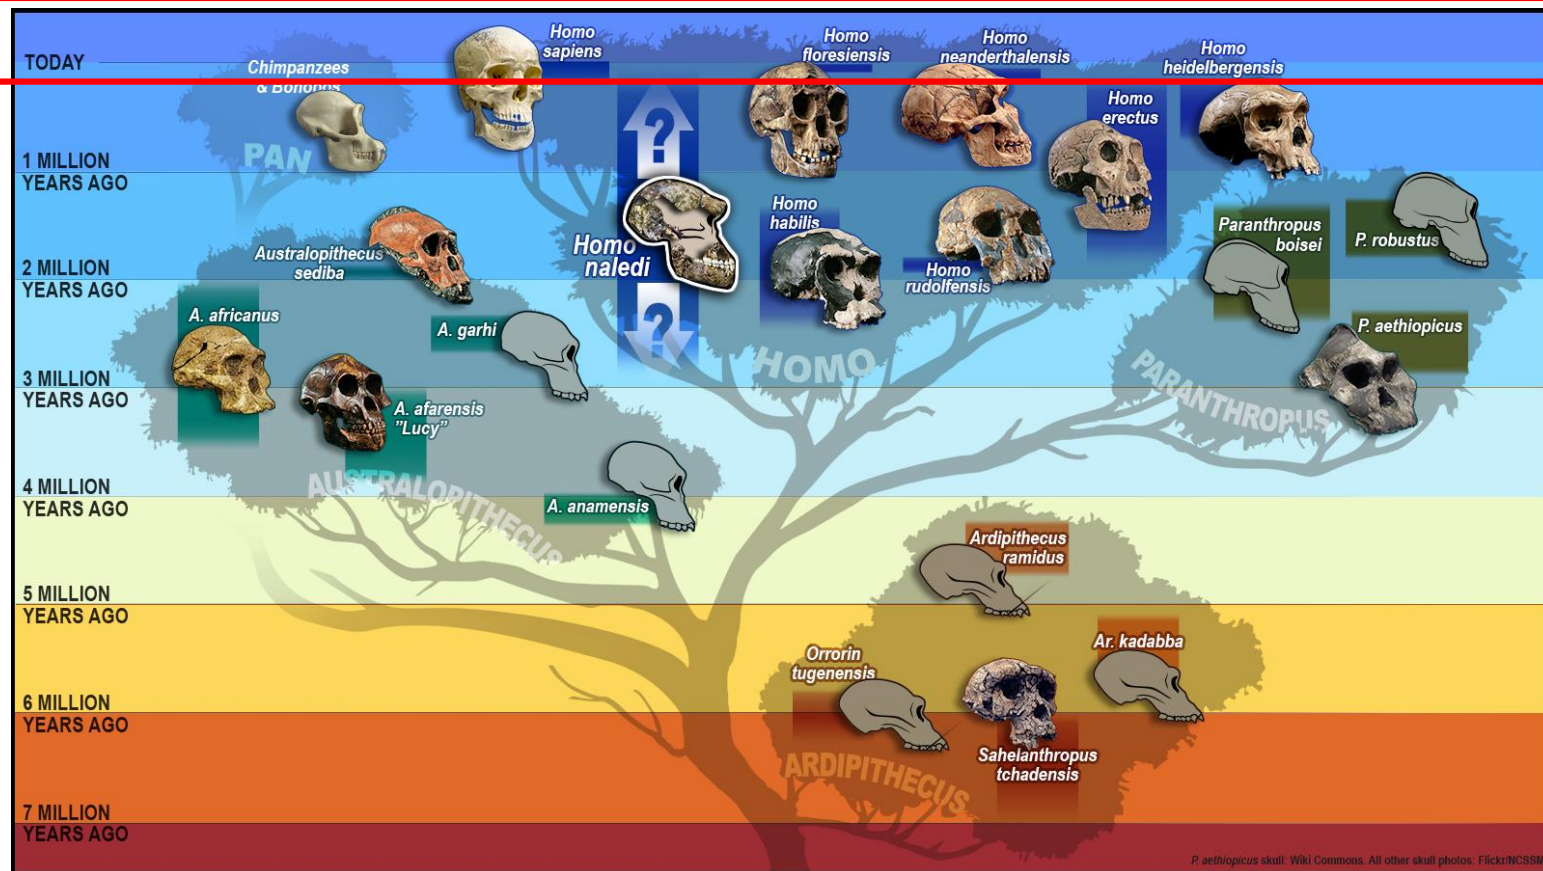 TODAY
1 MILLION
YEARS AGO
2 MILLION
YEARS AGO
3 MILLION
YEARS AGO
4 MILLION
YEARS AGO
5 MILLION
YEARS AGO
6 MILLION
YEARS AGO
7 MILLION
YEARS AGO
Chimpanzees
& Bonobos
PAN
Homo
sapiens
Homo
floresiensis
Homo
neanderthalensis
Homo
heidelbergensis
Homo
erectus
?
Homo
naledi
?
Homo
habilis
Homo
rudolfensis
HOMO
Paranthropus
boisei
P. robustus
P. aethiopicus
PARANTHROPUS
Australopithecus
sediba
A. africanus
A. garhi
A. afarensis
"Lucy"
A. anamensis
AUSTRALOPITHECUS
Ardipithecus
ramidus
Ar. kadabba
Orrorin
tugenensis
Sahelanthropus
tchadensis
ARDIPITHECUS
P. aethiopicus skull: Wiki Commons. All other skull photos: Flickr/NCSSM